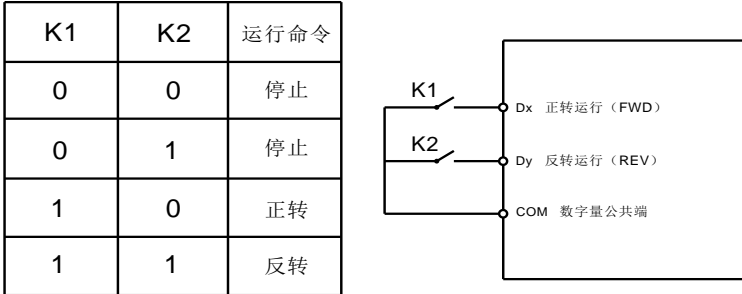 K1 K2 运行命令
0 0 停止
0 1 停止
1 0 正转
1 1 反转
K1
Dx 正转运行（FWD）
K2
Dy 反转运行（REV）
COM 数字量公共端